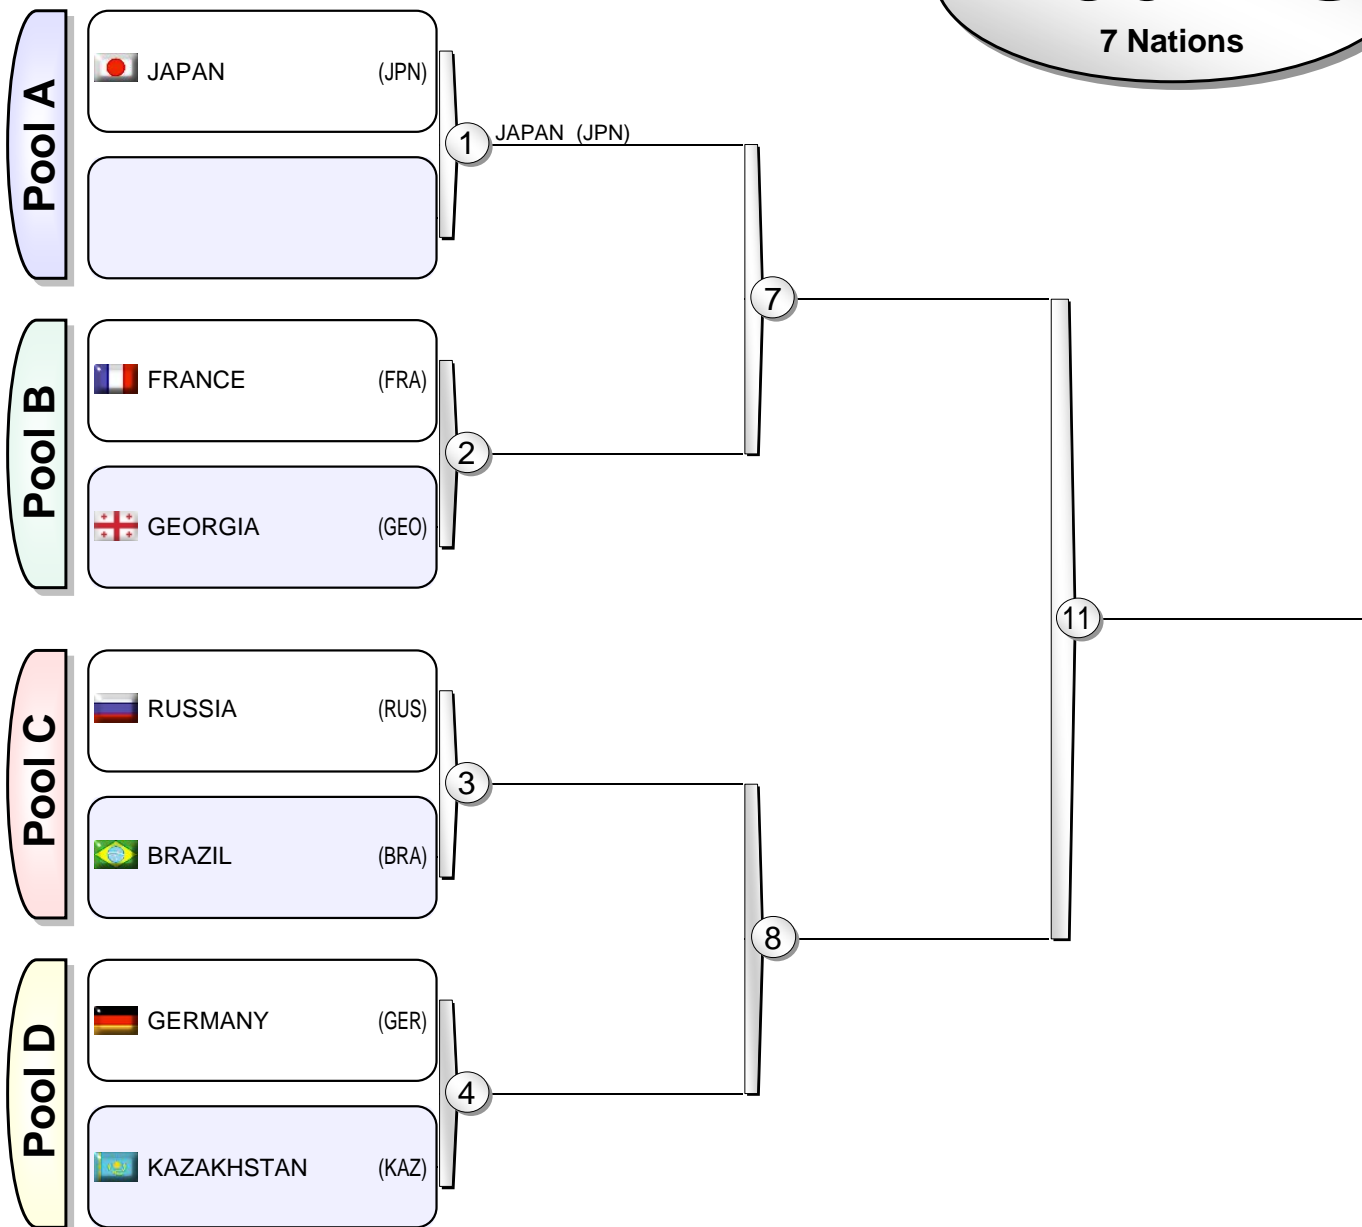 7 Nations
Pool A
JAPAN (JPN)
1
JAPAN (JPN)
7
Pool B
FRANCE (FRA)
2
GEORGIA (GEO)
11
Pool C
RUSSIA (RUS)
3
BRAZIL (BRA)
8
Pool D
GERMANY (GER)
4
KAZAKHSTAN (KAZ)